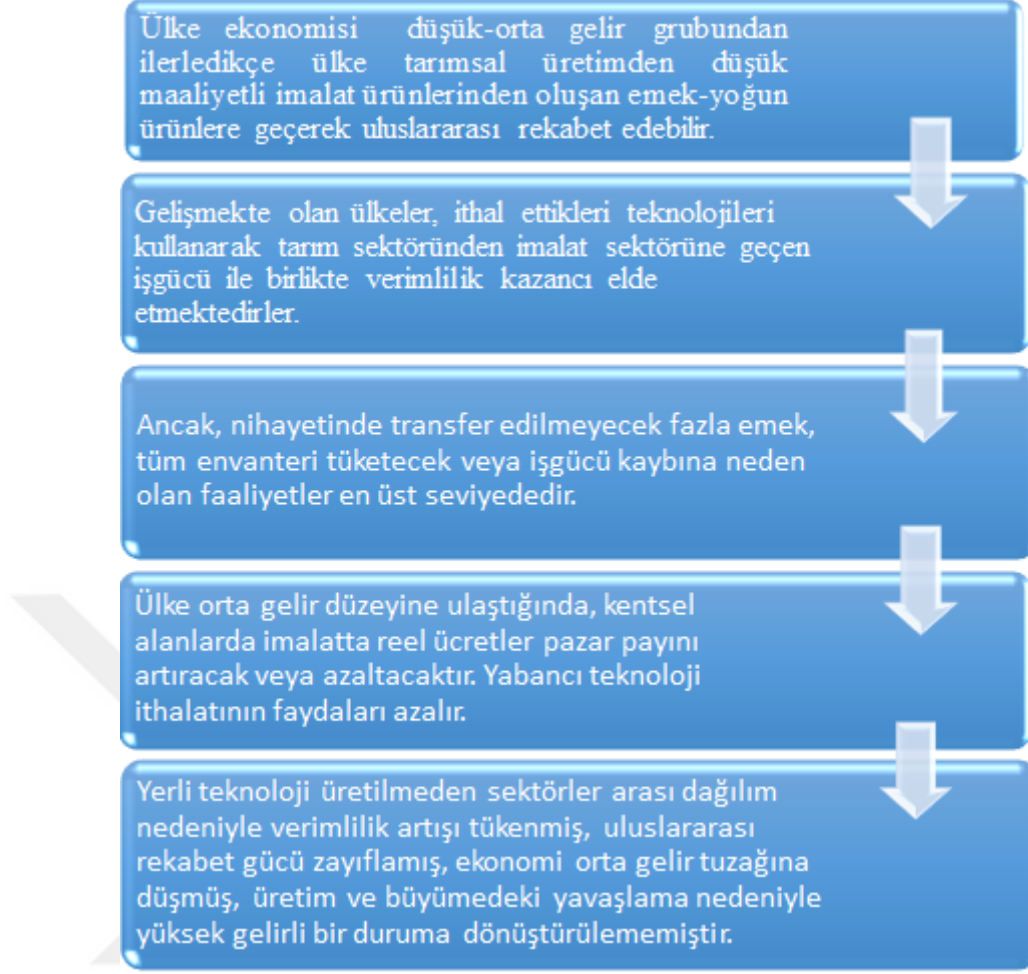 Ülke ekonomisi düşük-orta gelir grubundan
ilerledikçe ülke tarımsal üretimden düşük
maaliyetli imalat ürünlerinden oluşan emek-yoğun
ürünlere geçerek uluslararası rekabet edebilir.
Gelişmekte olan ülkeler, ithal ettikleri teknolojileri
kullanarak tarım sektöründen imalat sektörüne geçen
işgücü ile birlikte verimlilik kazancı elde
etmektedirler.
Ancak, nihayetinde transfer edilmeyecek fazla emek,
tüm envanteri tüketecek veya işgücü kaybına neden
olan faaliyetler en üst seviyededir.
Ülke orta gelir düzeyine ulaştığında, kentsel
alanlarda imalatta reel ücretler pazar payını
artıracak veya azaltacaktır. Yabancı teknoloji
ithalatının faydaları azalır.
Yerli teknoloji üretilmeden sektörler arası dağılım
nedeniyle verimlilik artışı tükenmiş, uluslararası
rekabet gücü zayıflamış, ekonomi orta gelir tuzağına
düşmüş, üretim ve büyümedeki yavaşlama nedeniyle
yüksek gelirli bir duruma dönüştürülememiştir.